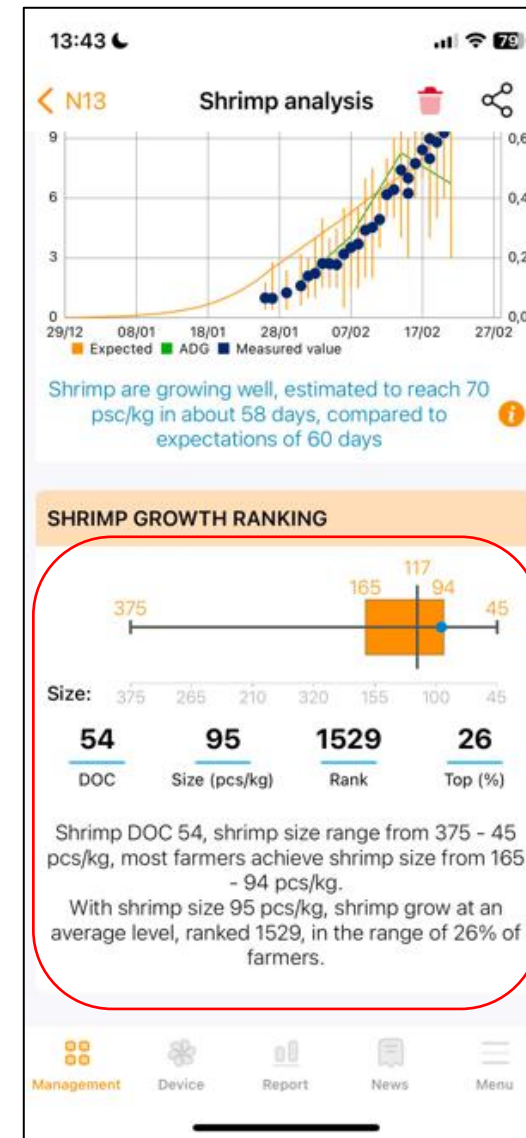 13:43
79
N13
Shrimp analysis
9
6
3
0
0,6
0,4
0,2
0,0
29/12 08/01 18/01 28/01 07/02 17/02 27/02
Expected ADG Measured value
Shrimp are growing well, estimated to reach 70
psc/kg in about 58 days, compared to
expectations of 60 days
i
SHRIMP GROWTH RANKING
117
165 94
375 45
Size: 375 265 210 320 155 100 45
54 95 1529 26
DOC Size (pcs/kg) Rank Top (%)
Shrimp DOC 54, shrimp size range from 375 - 45
pcs/kg, most farmers achieve shrimp size from 165
- 94 pcs/kg.
With shrimp size 95 pcs/kg, shrimp grow at an
average level, ranked 1529, in the range of 26% of
farmers.
Management Device Report News Menu